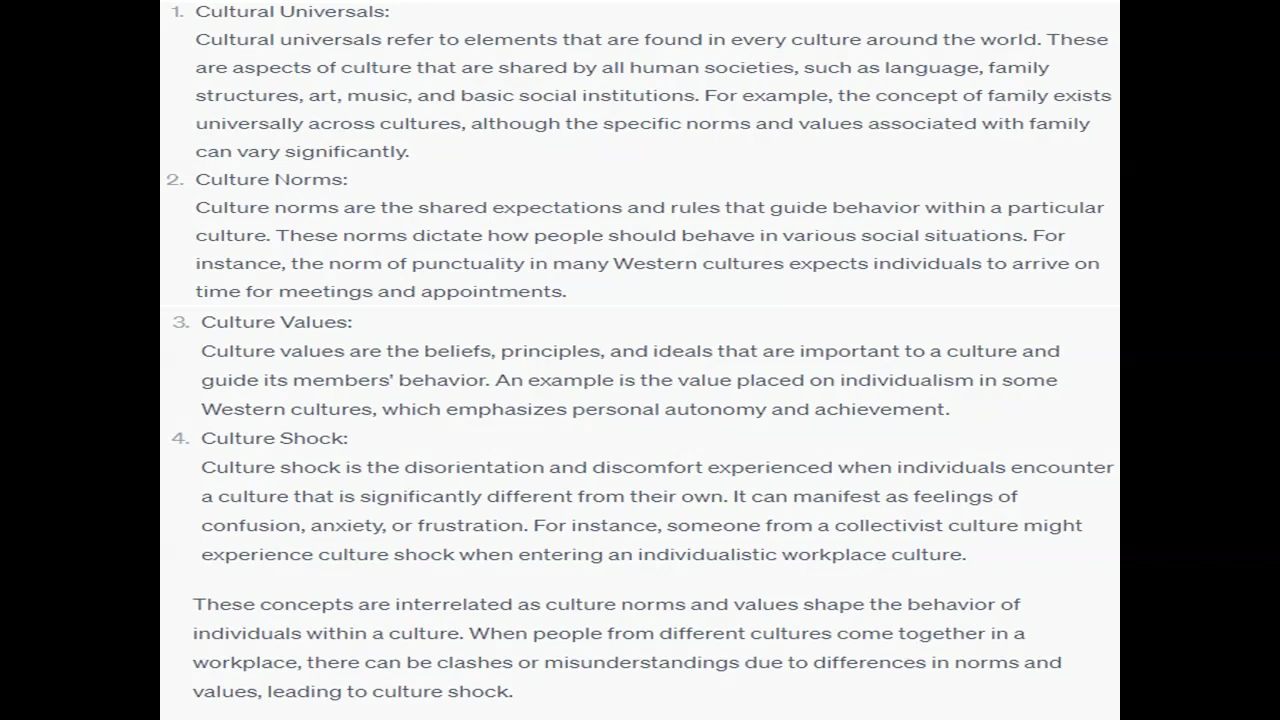 1. Cultural Universals:
Cultural universals refer to elements that are found in every culture around the world. These
are aspects of culture that are shared by all human societies, such as language, family
structures, art, music, and basic social institutions. For example, the concept of family exists
universally across cultures, although the specific norms and values associated with family
can vary significantly.
2. Culture Norms:
Culture norms are the shared expectations and rules that guide behavior within a particular
culture. These norms dictate how people should behave in various social situations. For
instance, the norm of punctuality in many Western cultures expects individuals to arrive on
time for meetings and appointments.
3. Culture Values:
Culture values are the beliefs, principles, and ideals that are important to a culture and
guide its members' behavior. An example is the value placed on individualism in some
Western cultures, which emphasizes personal autonomy and achievement.
4. Culture Shock:
Culture shock is the disorientation and discomfort experienced when individuals encounter
a culture that is significantly different from their own. It can manifest as feelings of
confusion, anxiety, or frustration. For instance, someone from a collectivist culture might
experience culture shock when entering an individualistic workplace culture.
These concepts are interrelated as culture norms and values shape the behavior of
individuals within a culture. When people from different cultures come together in a
workplace, there can be clashes or misunderstandings due to differences in norms and
values, leading to culture shock.